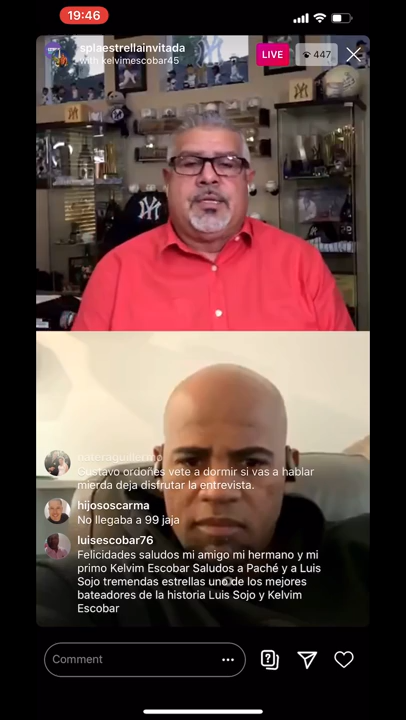 19:46
splaestrellainvitada
with kelvimescobar45
LIVE
447
Gustavo ordoñes vete a dormir si vas a hablar
mierda deja disfrutar la entrevista.
hijososcarma
No llegaba a 99 jaja
luisescobar76
Felicidades saludos mi amigo mi hermano y mi
primo Kelvim Escobar Saludos a Paché y a Luis
Sojo tremendas estrellas uno de los mejores
bateadores de la historia Luis Sojo y Kelvim
Escobar
Comment